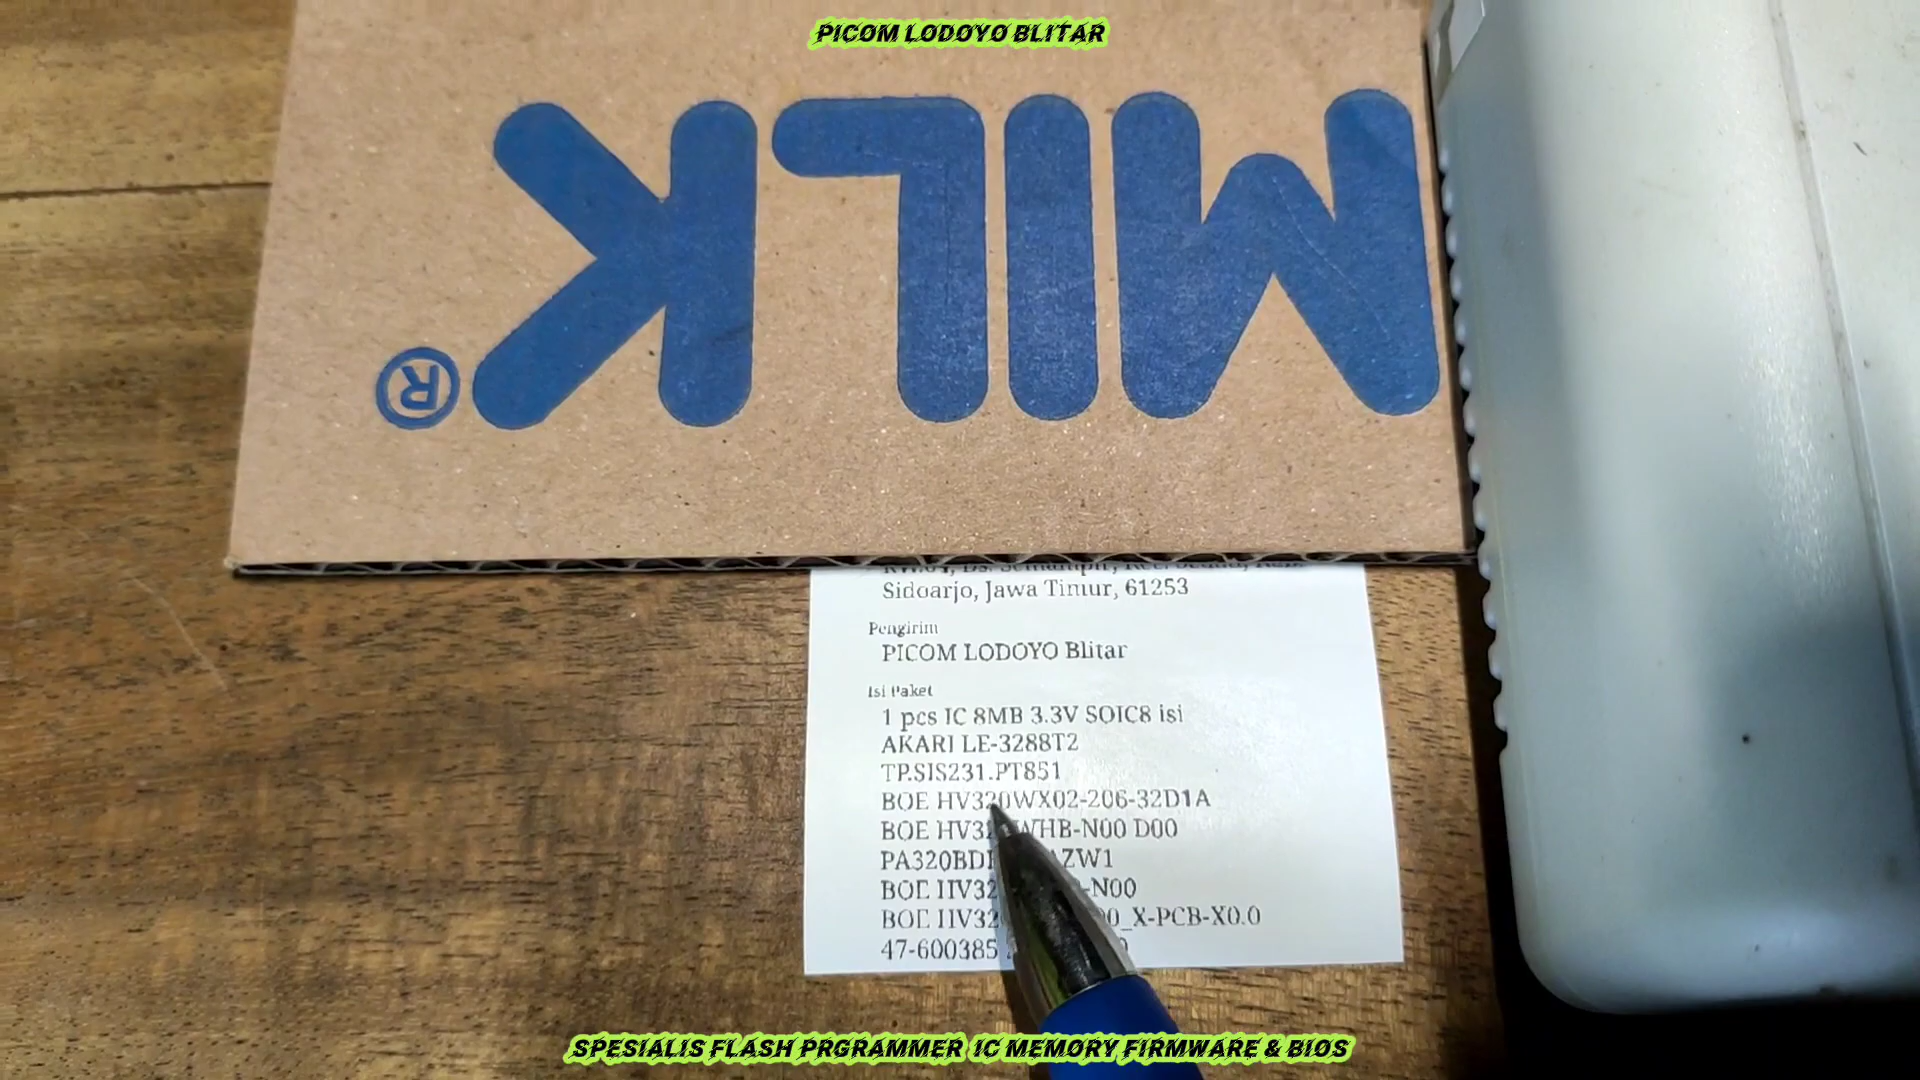 PICOM LODOYO BLITAR
MILK
®
Sidoarjo, Jawa Timur, 61253
Pengirim
PICOM LODOYO Blitar
Isi Paket
1 pcs IC 8MB 3.3V SOIC8 isi
AKARI LE-3288T2
TP.SIS231.PT851
BOE HV320WX02-206-32D1A
BOE HV32 WHB-N00 D00
PA320BD AZW1
BOE HV32 -N00
BOE HV32 0_X-PCB-X0.0
47-600385
SPESIALIS FLASH PRGRAMMER IC MEMORY FIRMWARE & BIOS